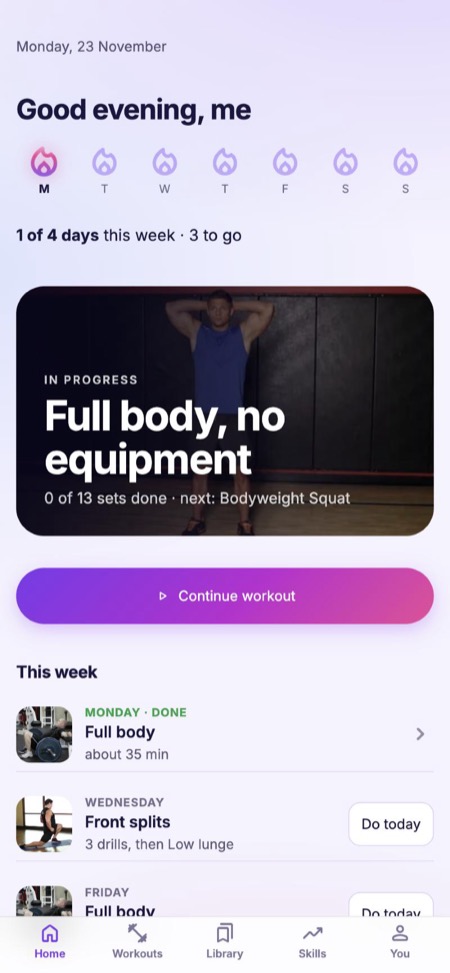 Monday, 23 November
Good evening, me
M T W T F S S
1 of 4 days this week · 3 to go
IN PROGRESS
Full body, no
equipment
0 of 13 sets done · next: Bodyweight Squat
Continue workout
This week
MONDAY · DONE
Full body
about 35 min
WEDNESDAY
Front splits
3 drills, then Low lunge
Do today
FRIDAY
Full body
Do today
Home Workouts Library Skills You